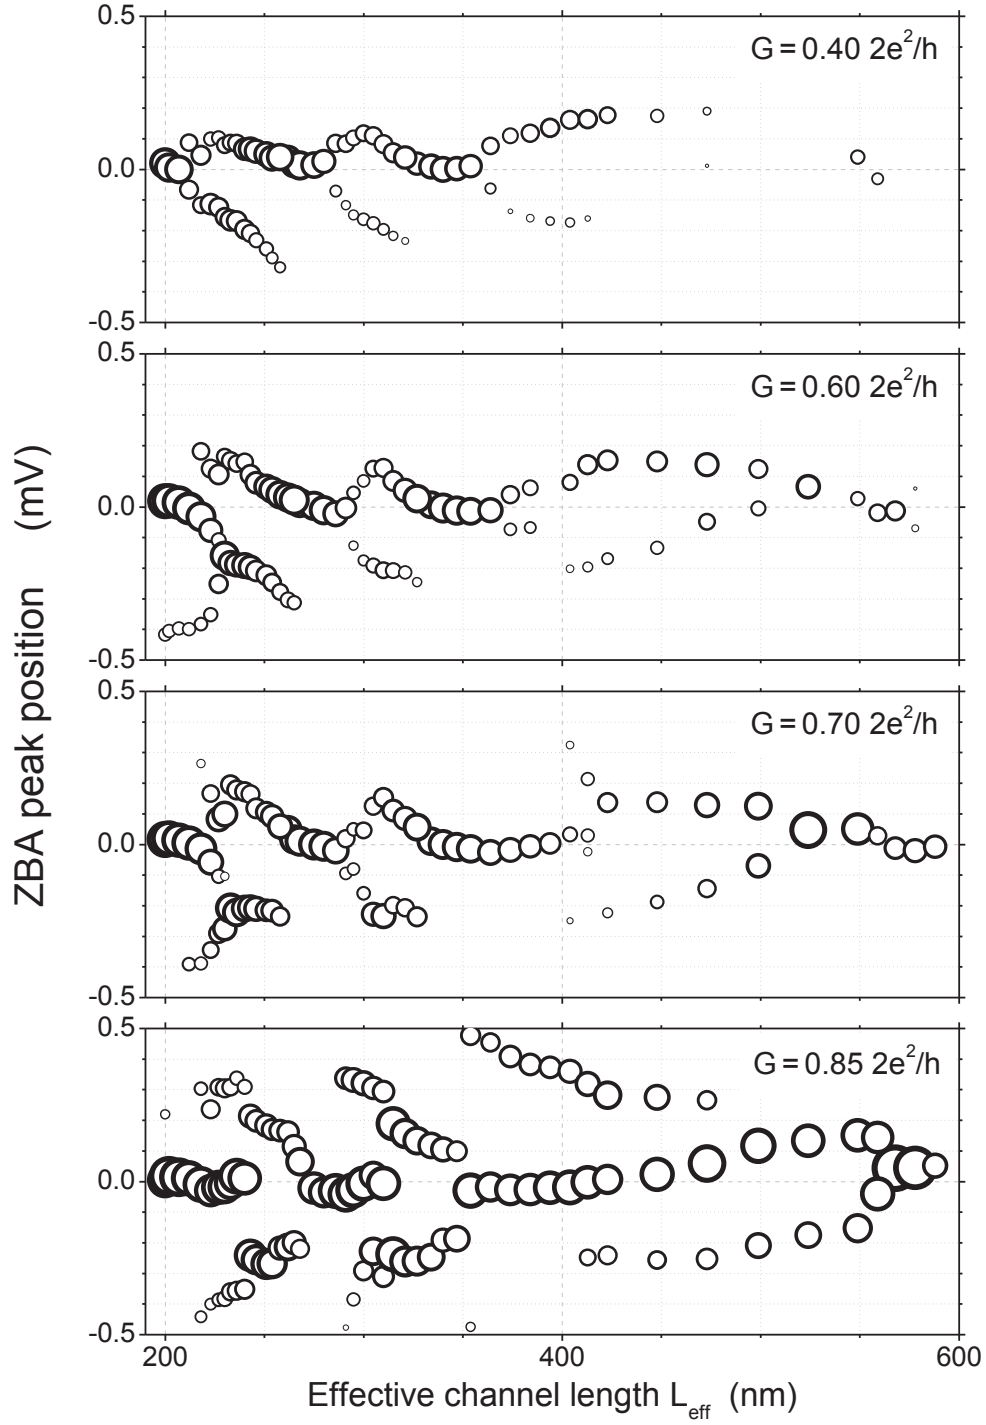 0.5
G = 0.40 2e²/h
0.0
-0.5
0.5
G = 0.60 2e²/h
0.0
-0.5
0.5
G = 0.70 2e²/h
0.0
-0.5
0.5
G = 0.85 2e²/h
0.0
-0.5
200 400 600
Effective channel length L_eff (nm)
ZBA peak position (mV)